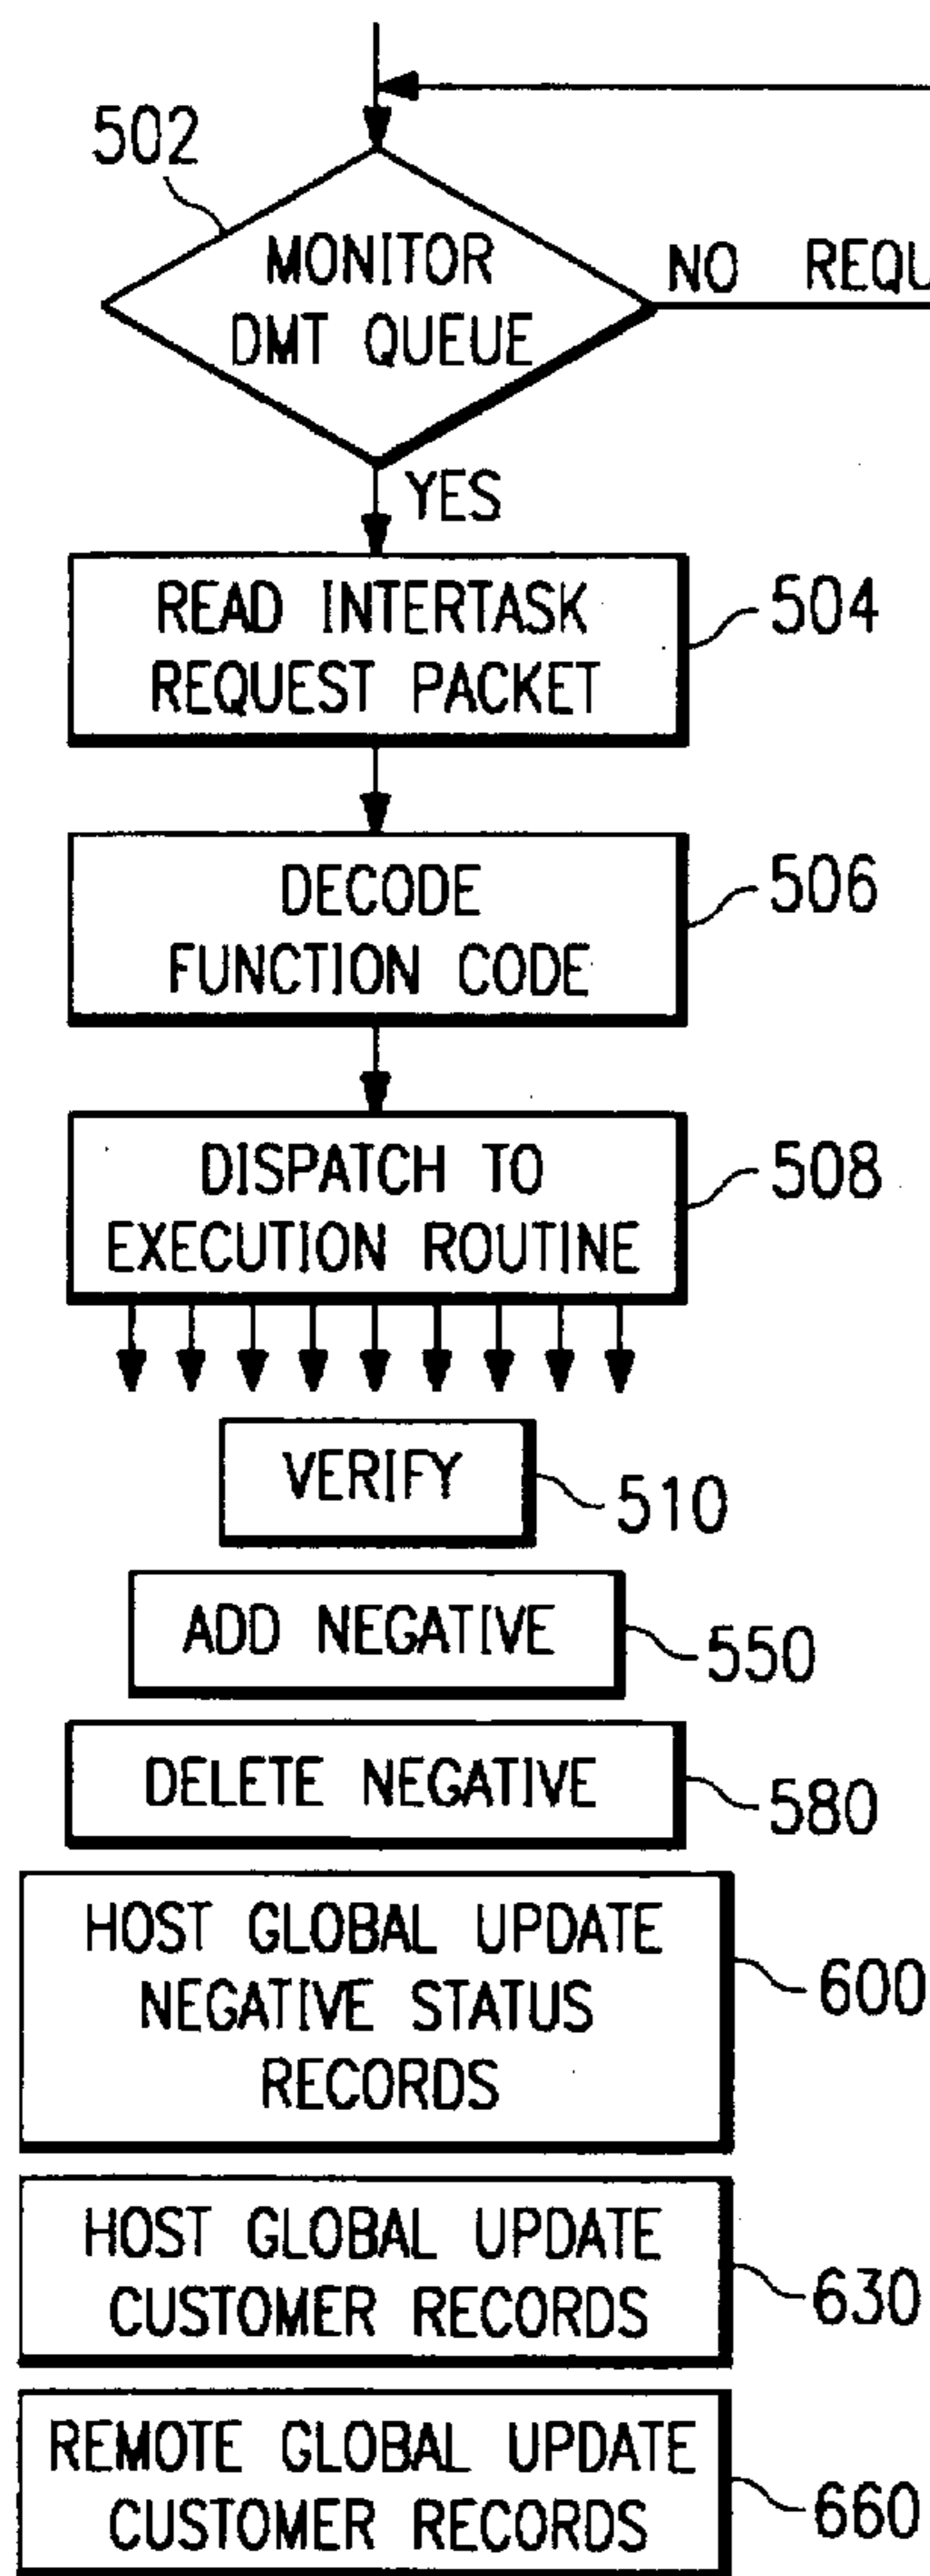 502
MONITOR
DMT QUEUE
NO
YES
READ INTERTASK
REQUEST PACKET
504
DECODE
FUNCTION CODE
506
DISPATCH TO
EXECUTION ROUTINE
508
VERIFY
510
ADD NEGATIVE
550
DELETE NEGATIVE
580
HOST GLOBAL UPDATE
NEGATIVE STATUS
RECORDS
600
HOST GLOBAL UPDATE
CUSTOMER RECORDS
630
REMOTE GLOBAL UPDATE
CUSTOMER RECORDS
660